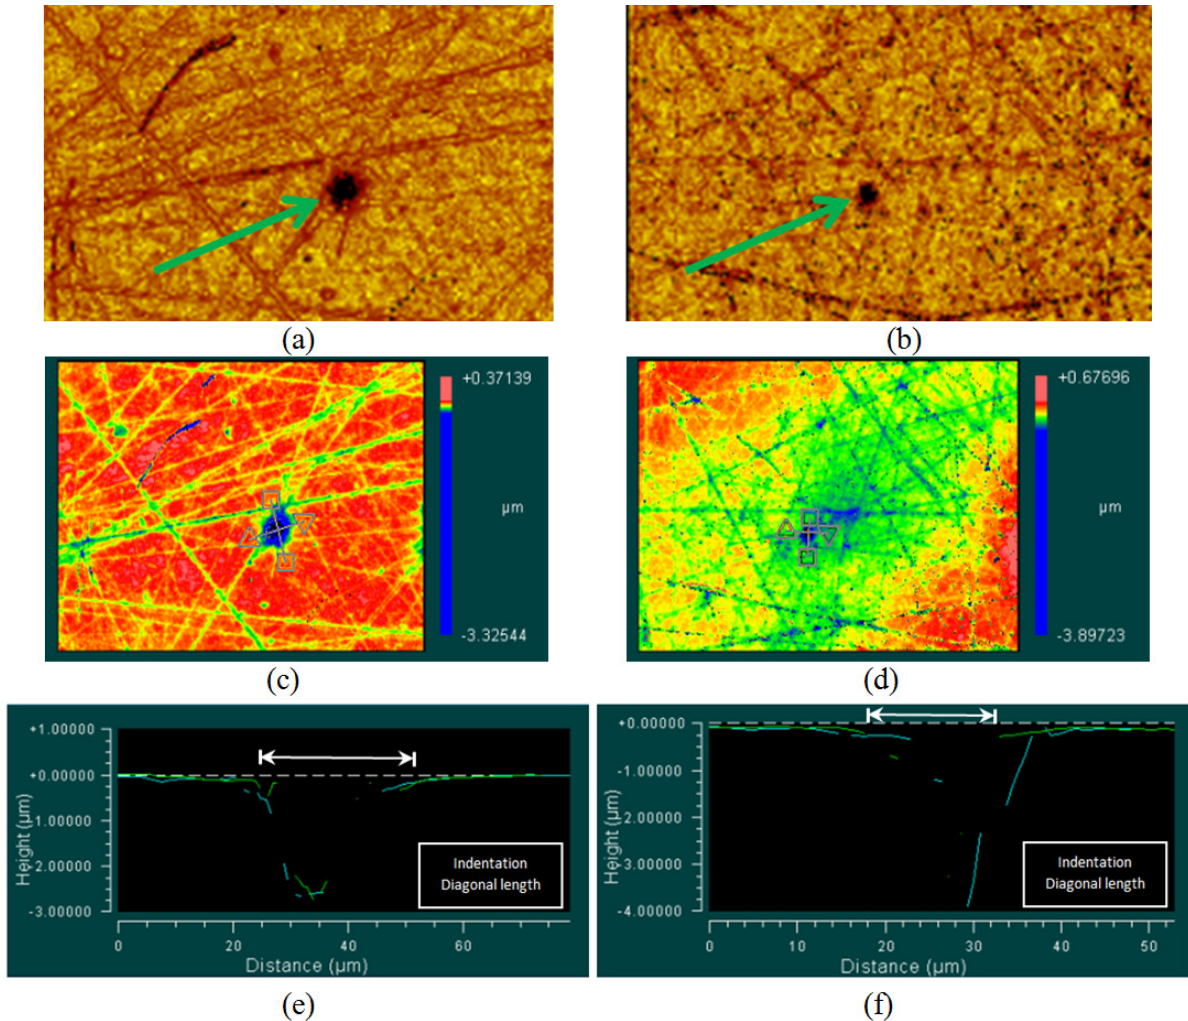 (a)
(b)
+0.37139
µm
-3.32544
+0.67696
µm
-3.89723
(c)
(d)
+1.00000
+0.00000
-1.00000
-2.00000
-3.00000
Height (µm)
Indentation
Diagonal length
0
20
40
60
Distance (µm)
+0.00000
-1.00000
-2.00000
-3.00000
-4.00000
Height (µm)
Indentation
Diagonal length
0
10
20
30
40
50
Distance (µm)
(e)
(f)